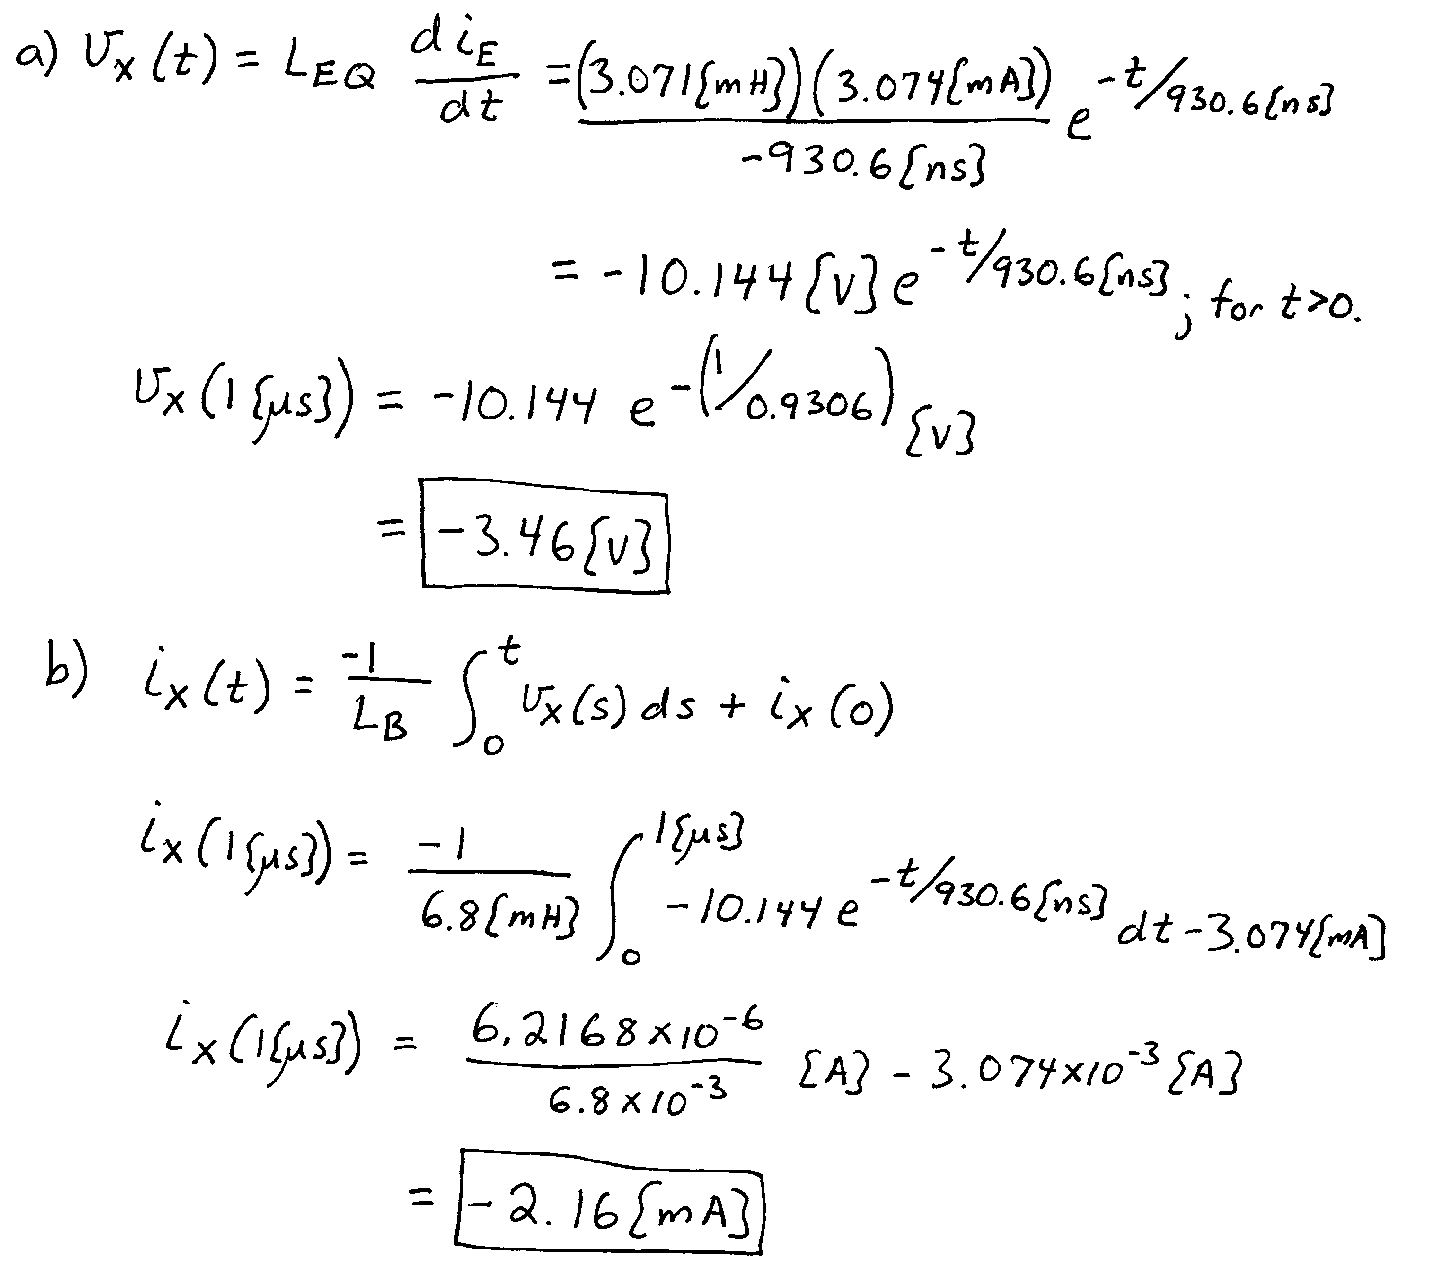 a) Vx(t) = LEQ diE/dt = (3.071{mH})(3.074{mA})/-930.6{ns} e^-t/930.6{ns}
= -10.144{V}e^-t/930.6{ns}; for t>0.
Vx(1{μs}) = -10.144 e^-(1/0.9306) {V}
= -3.46{V}
b) ix(t) = -1/LB ∫0^t Vx(s)ds + ix(0)
ix(1{μs}) = -1/6.8{mH} ∫0^1{μs} -10.144 e^-t/930.6{ns} dt -3.074{mA}
ix(1{μs}) = 6.2168×10^-6/6.8×10^-3 {A} - 3.074×10^-3{A}
= -2.16{mA}